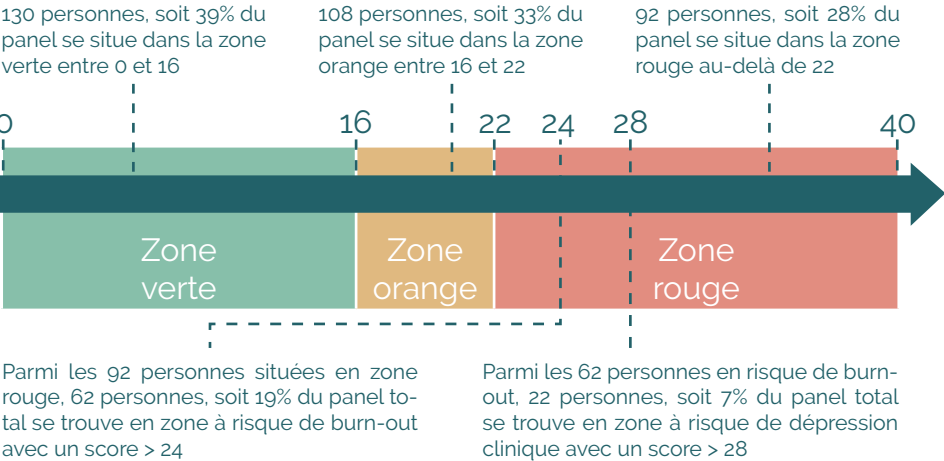 130 personnes, soit 39% du
panel se situe dans la zone
verte entre 0 et 16
108 personnes, soit 33% du
panel se situe dans la zone
orange entre 16 et 22
92 personnes, soit 28% du
panel se situe dans la zone
rouge au-delà de 22
0 16 22 24 28 40
Zone
verte
Zone
orange
Zone
rouge
Parmi les 92 personnes situées en zone
rouge, 62 personnes, soit 19% du panel to-
tal se trouve en zone à risque de burn-out
avec un score > 24
Parmi les 62 personnes en risque de burn-
out, 22 personnes, soit 7% du panel total
se trouve en zone à risque de dépression
clinique avec un score > 28